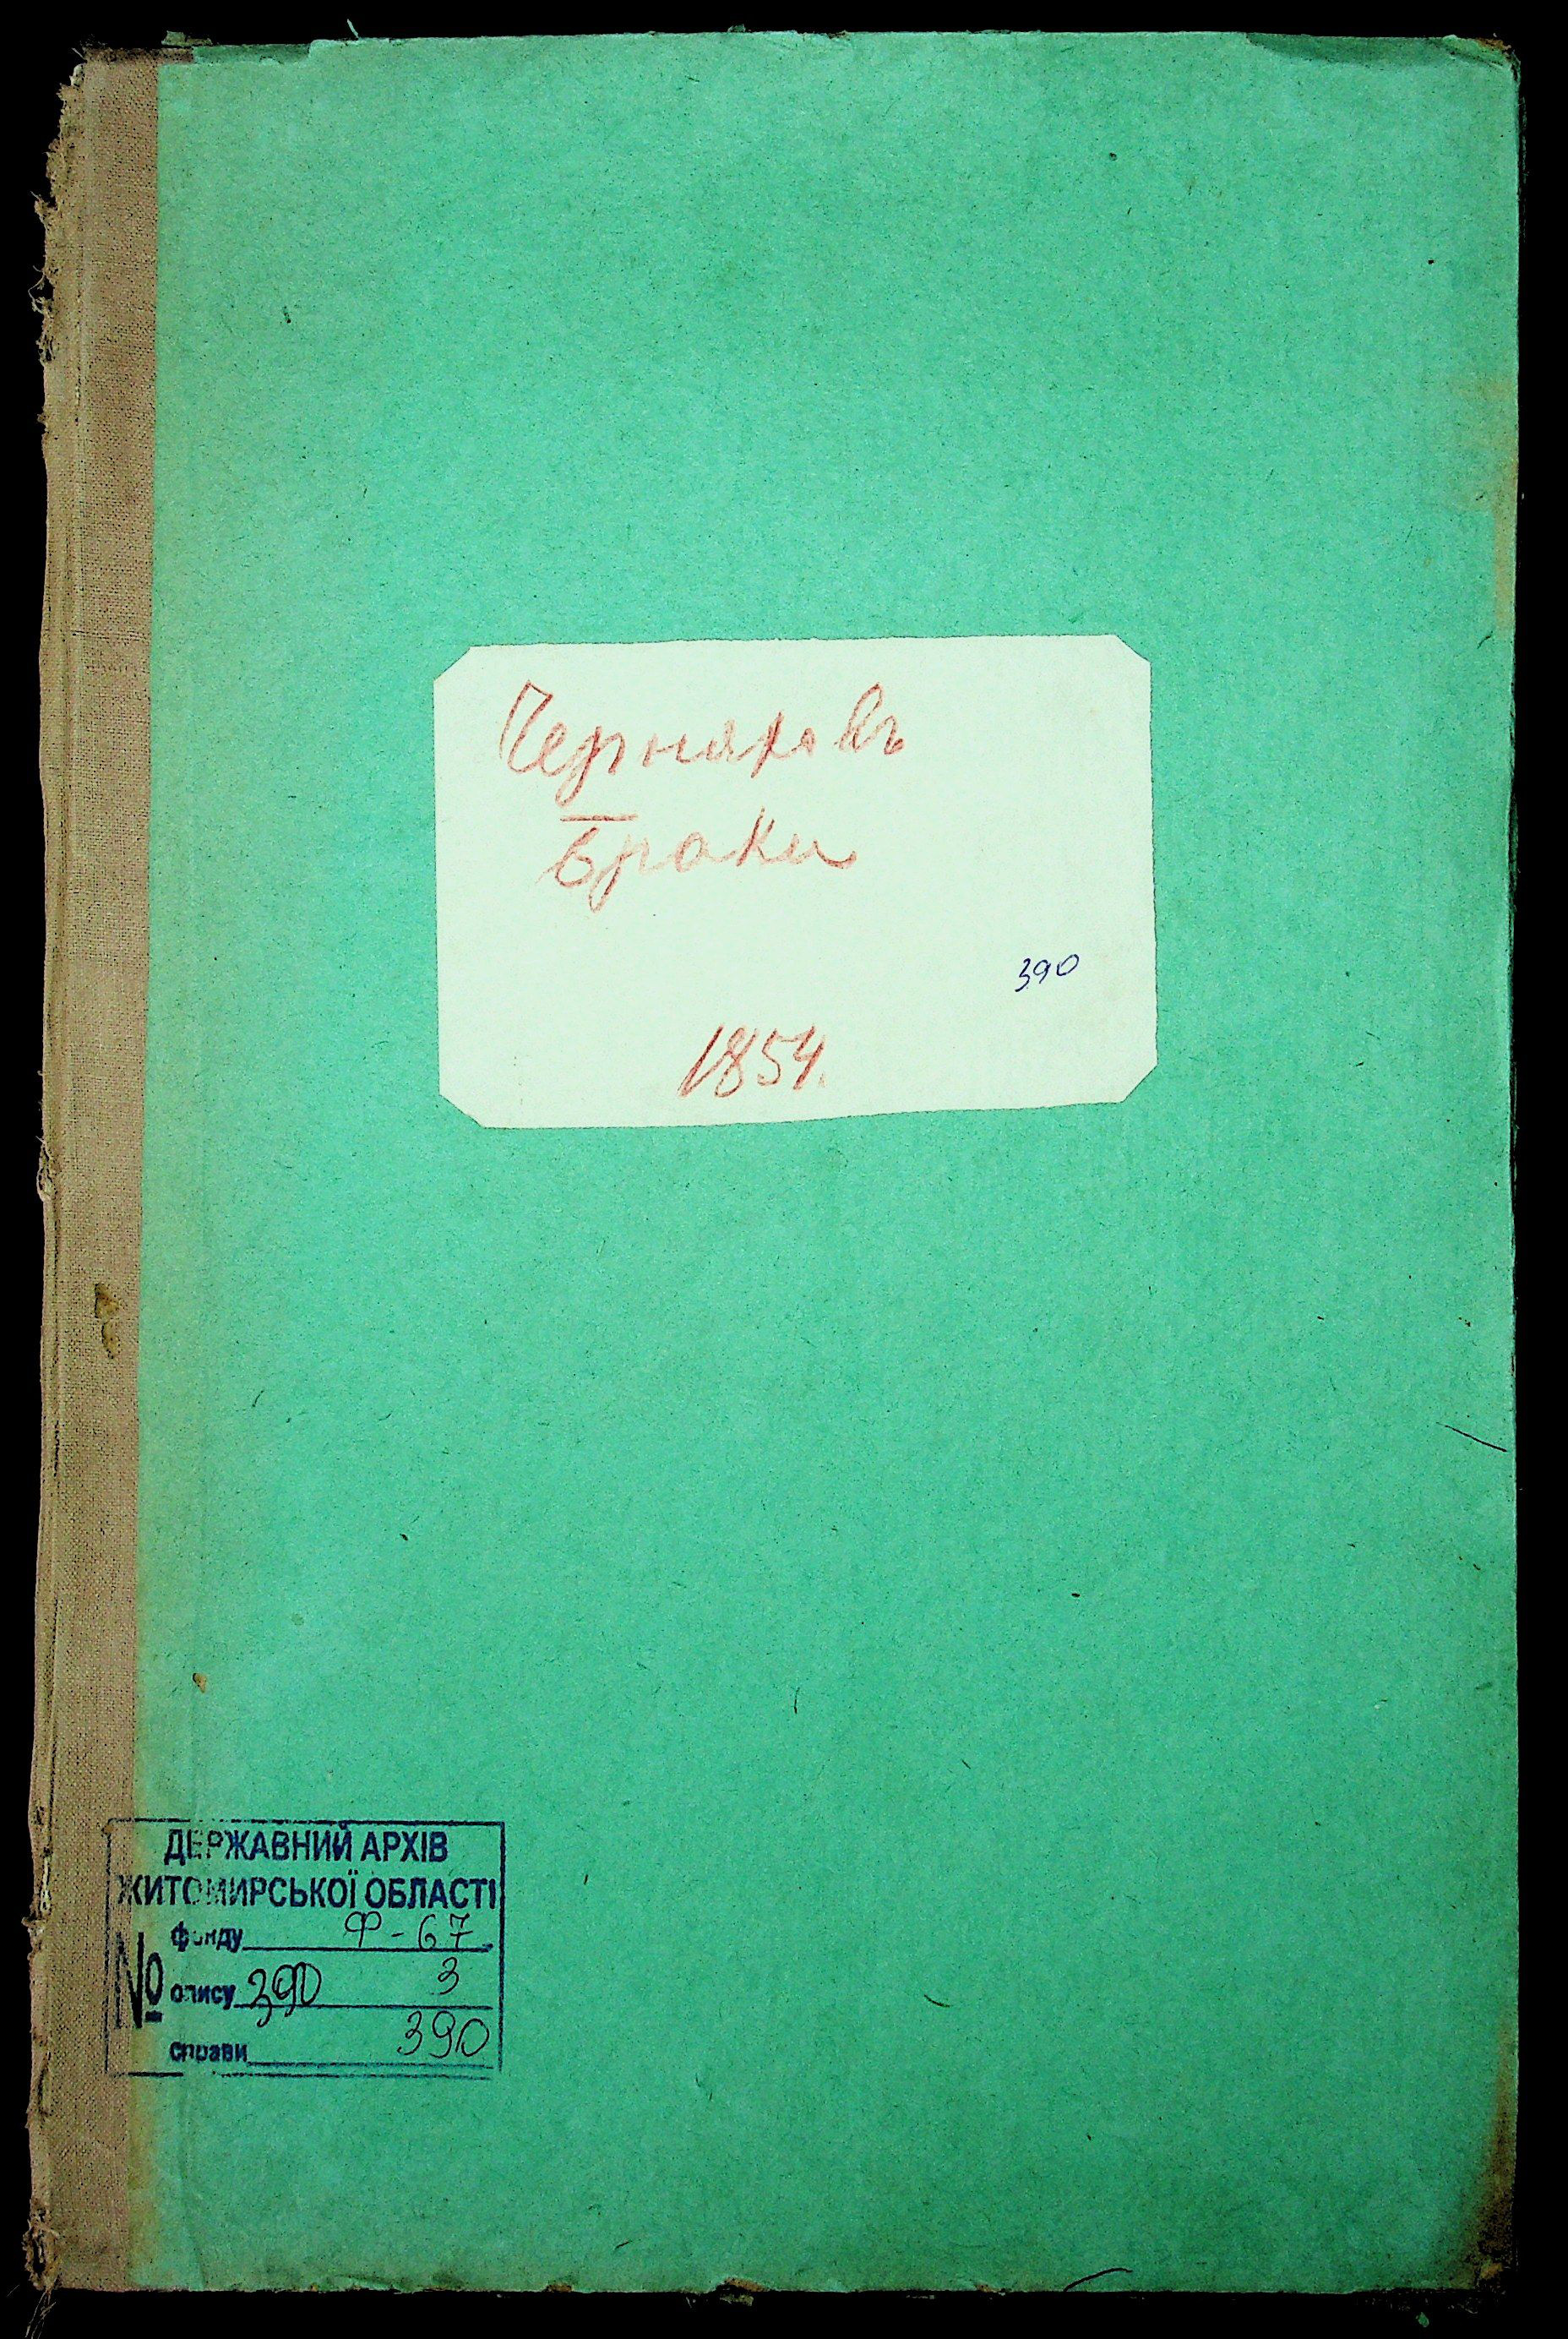 Черняховъ
Браки
390
1854.
ДЕРЖАВНИЙ АРХІВ
ЖИТОМИРСЬКОЇ ОБЛАСТІ
№
фонду Ф-67
опису 390 3
справи 390